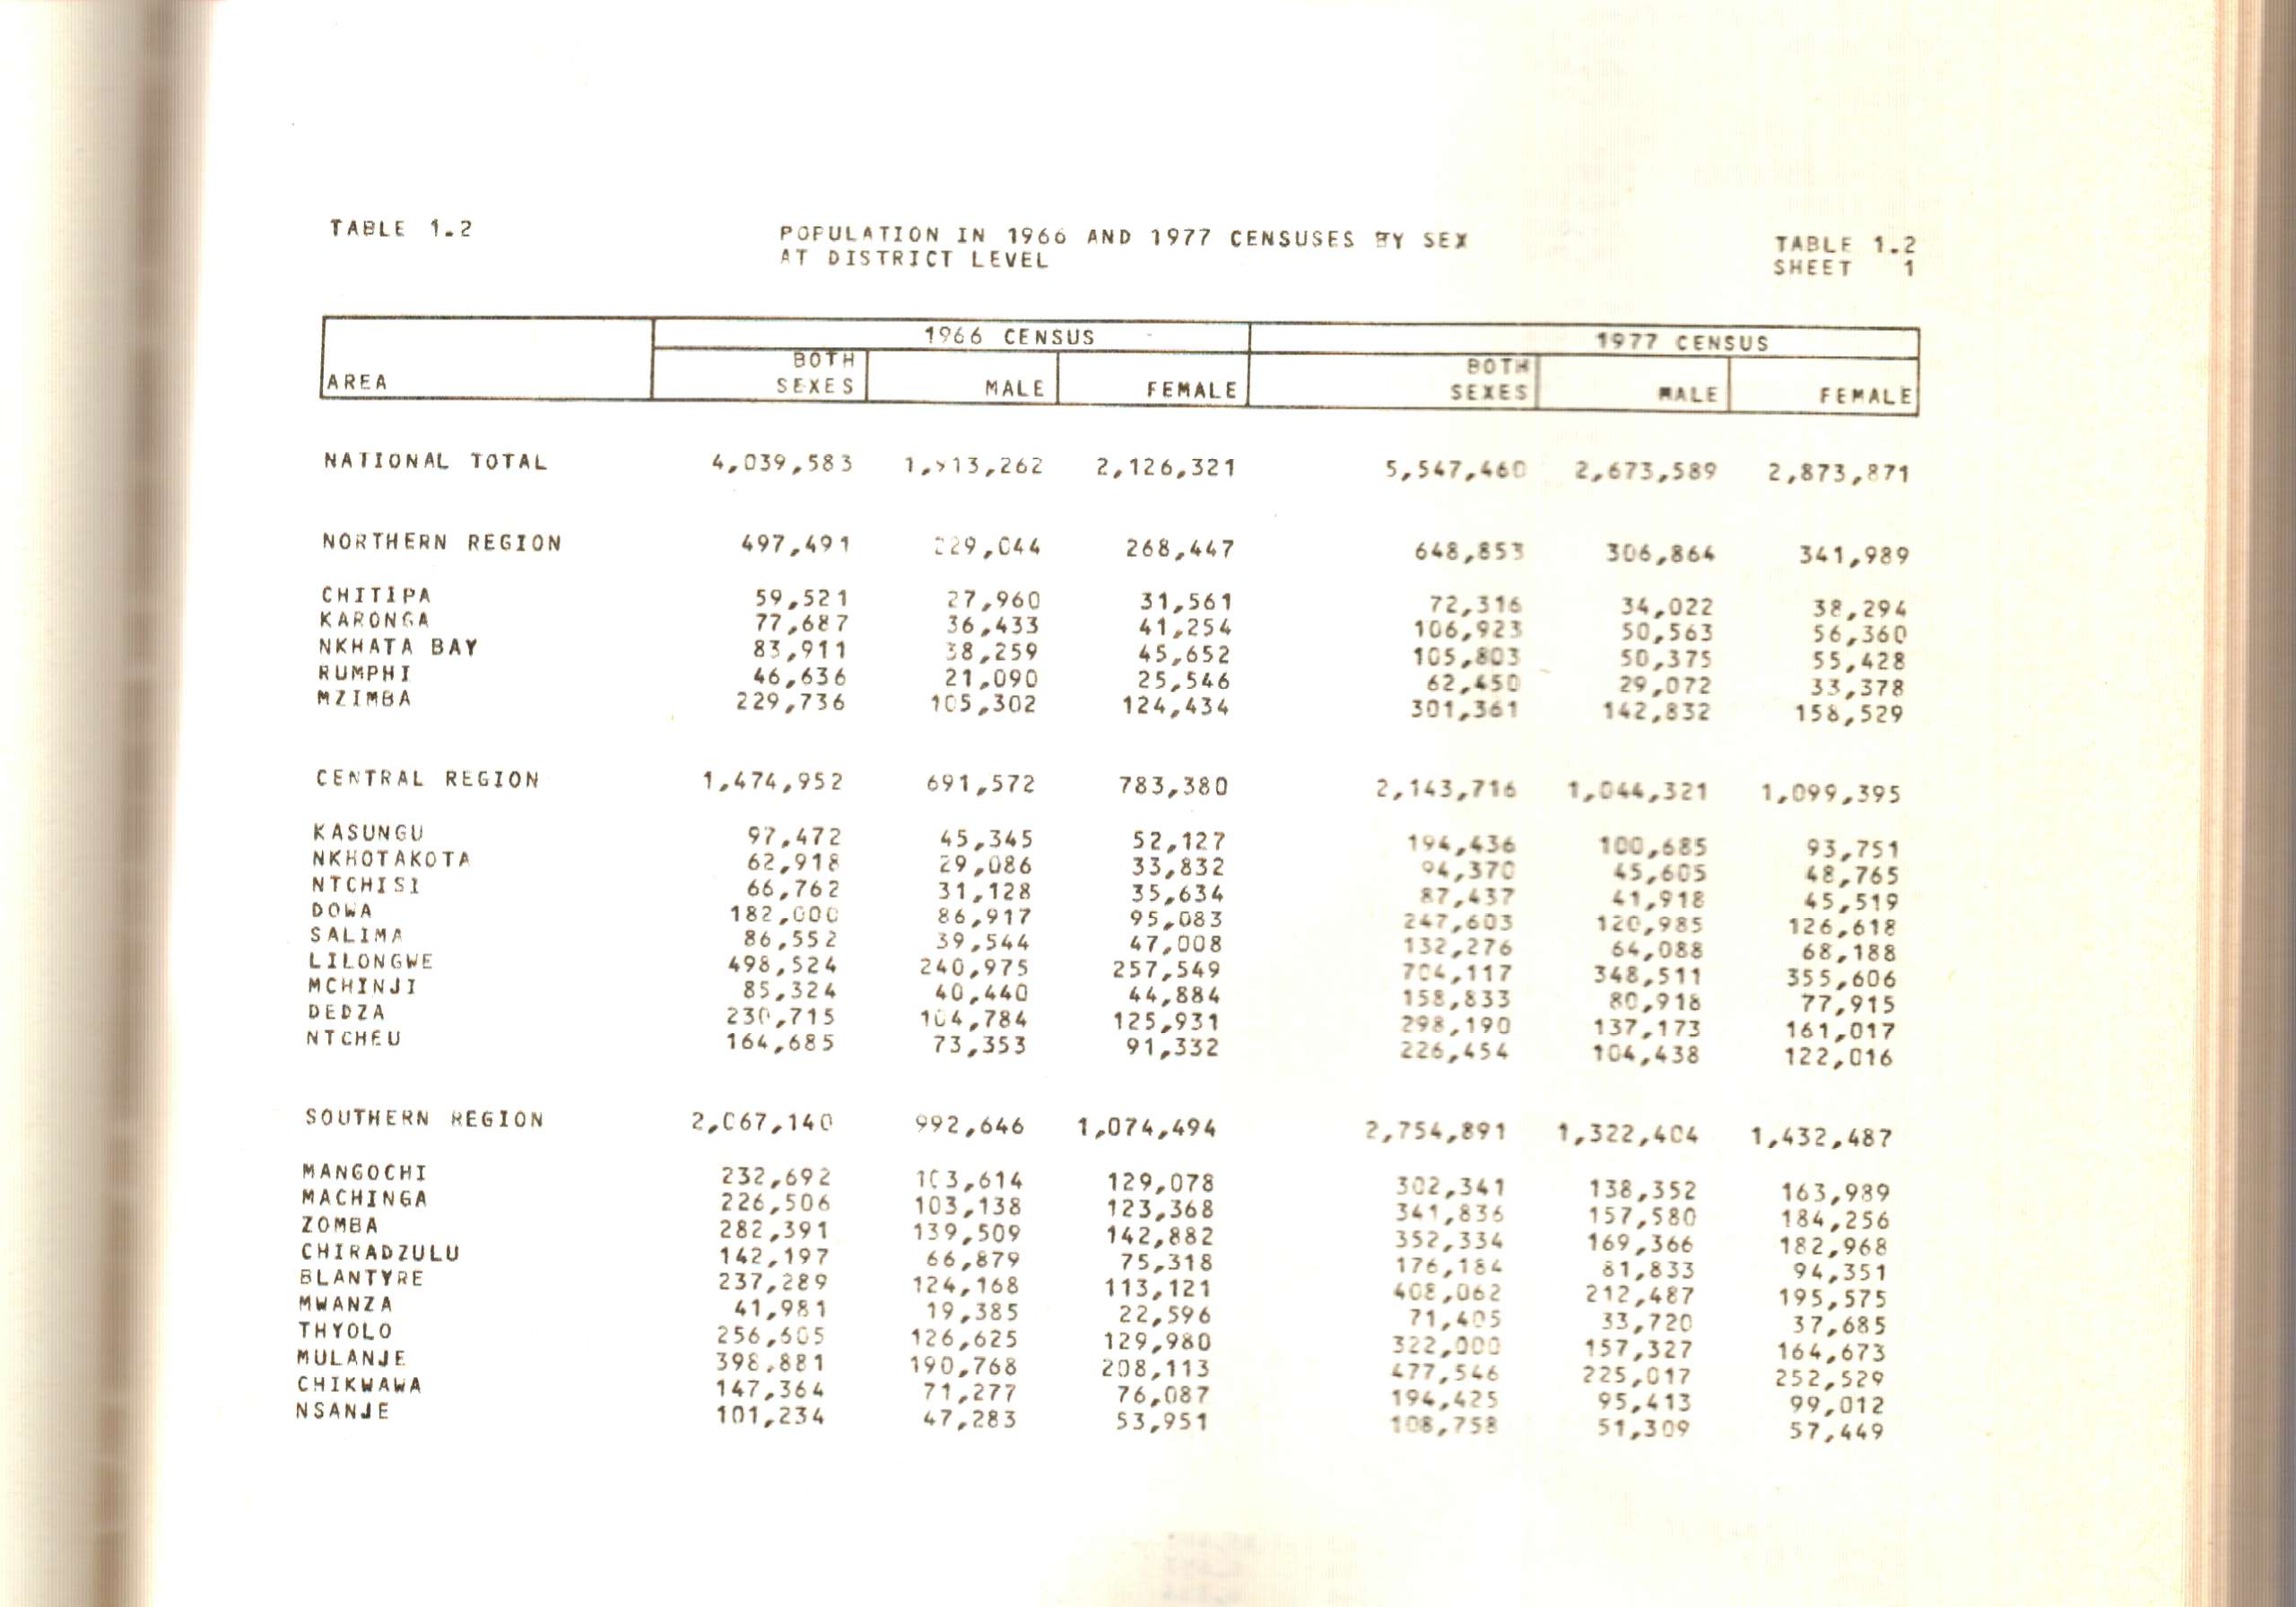 TABLE 1.2 POPULATION IN 1966 AND 1977 CENSUSES BY SEX TABLE 1.2
AT DISTRICT LEVEL SHEET 1
1966 CENSUS 1977 CENSUS
BOTH BOTH
AREA SEXES MALE FEMALE SEXES MALE FEMALE
NATIONAL TOTAL 4,039,583 1,913,262 2,126,321 5,547,460 2,673,589 2,873,871
NORTHERN REGION 497,491 229,044 268,447 648,853 306,864 341,989
CHITIPA 59,521 27,960 31,561 72,316 34,022 38,294
KARONGA 77,687 36,433 41,254 106,923 50,563 56,360
NKHATA BAY 83,911 38,259 45,652 105,803 50,375 55,428
RUMPHI 46,636 21,090 25,546 62,450 29,072 33,378
MZIMBA 229,736 105,302 124,434 301,361 142,832 158,529
CENTRAL REGION 1,474,952 691,572 783,380 2,143,716 1,044,321 1,099,395
KASUNGU 97,472 45,345 52,127 194,436 100,685 93,751
NKHOTAKOTA 62,918 29,086 33,832 94,370 45,605 48,765
NTCHISI 66,762 31,128 35,634 87,437 41,918 45,519
DOWA 182,000 86,917 95,083 247,603 120,985 126,618
SALIMA 86,552 39,544 47,008 132,276 64,088 68,188
LILONGWE 498,524 240,975 257,549 704,117 348,511 355,606
MCHINJI 85,324 40,440 44,884 158,833 80,918 77,915
DEDZA 230,715 104,784 125,931 298,190 137,173 161,017
NTCHEU 164,685 73,353 91,332 226,454 104,438 122,016
SOUTHERN REGION 2,067,140 992,646 1,074,494 2,754,891 1,322,404 1,432,487
MANGOCHI 232,692 103,614 129,078 302,341 138,352 163,989
MACHINGA 226,506 103,138 123,368 341,836 157,580 184,256
ZOMBA 282,391 139,509 142,882 352,334 169,366 182,968
CHIRADZULU 142,197 66,879 75,318 176,184 81,833 94,351
BLANTYRE 237,289 124,168 113,121 408,062 212,487 195,575
MWANZA 41,981 19,385 22,596 71,405 33,720 37,685
THYOLO 256,605 126,625 129,980 322,000 157,327 164,673
MULANJE 398,881 190,768 208,113 477,546 225,017 252,529
CHIKWAWA 147,364 71,277 76,087 194,425 95,413 99,012
NSANJE 101,234 47,283 53,951 108,758 51,309 57,449